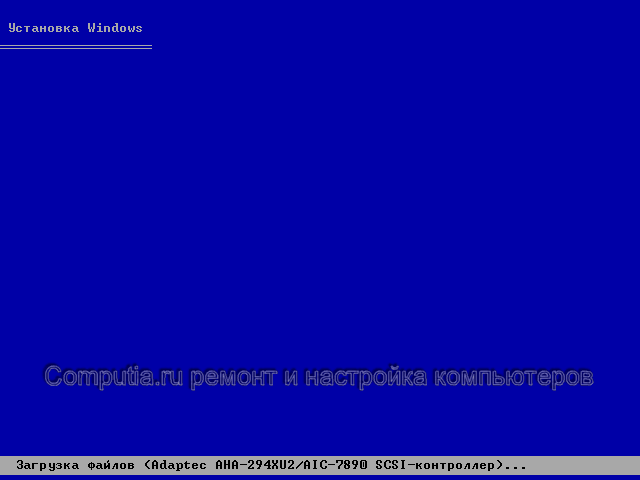 Установка Windows
Computia.ru ремонт и настройка компьютеров
Загрузка файлов (Adaptec AHA-294XU2/AIC-7890 SCSI-контроллер)...